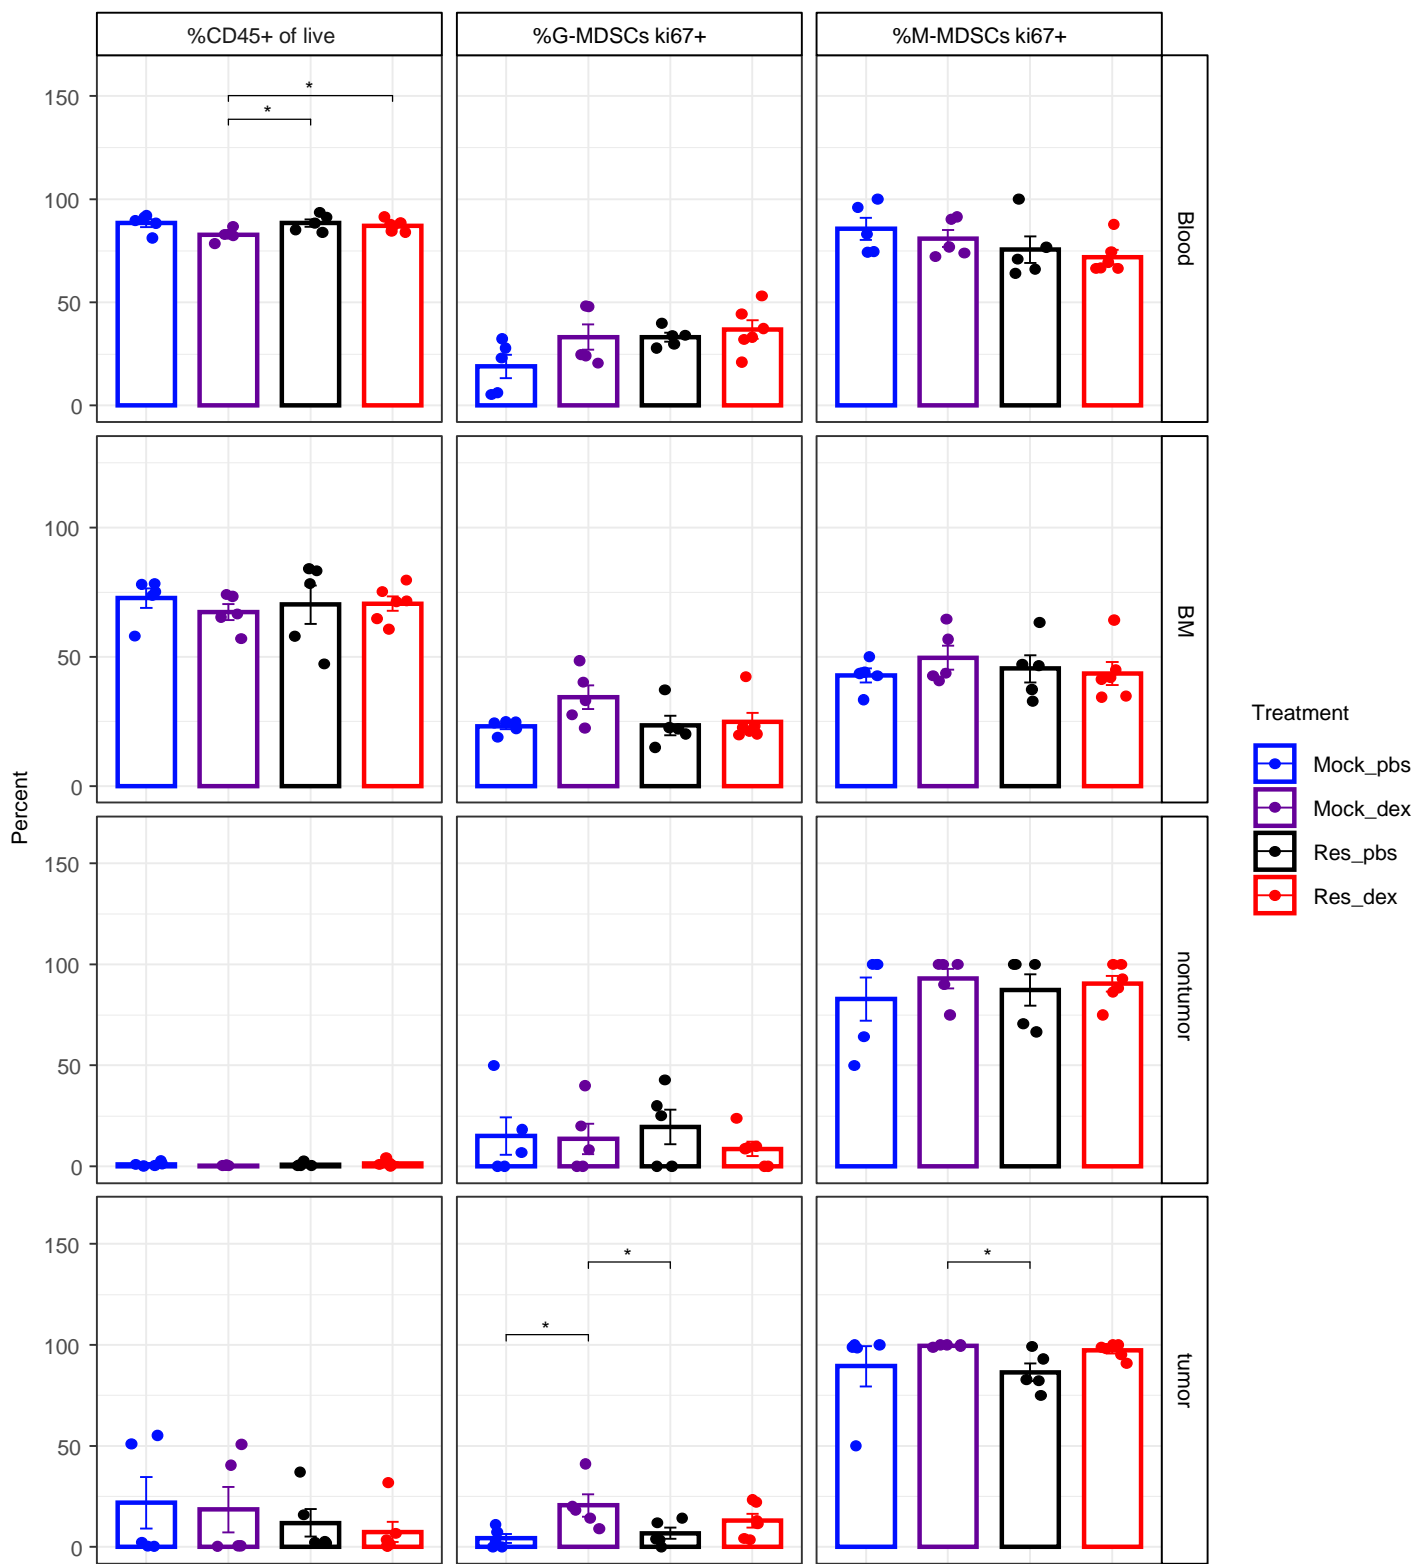 %CD45+ of live
%G-MDSCs ki67+
%M-MDSCs ki67+
150
100
50
0
*
*
Blood
100
50
0
BM
Percent
150
100
50
0
nontumor
150
100
50
0
*
*
*
tumor
Treatment
Mock_pbs
Mock_dex
Res_pbs
Res_dex